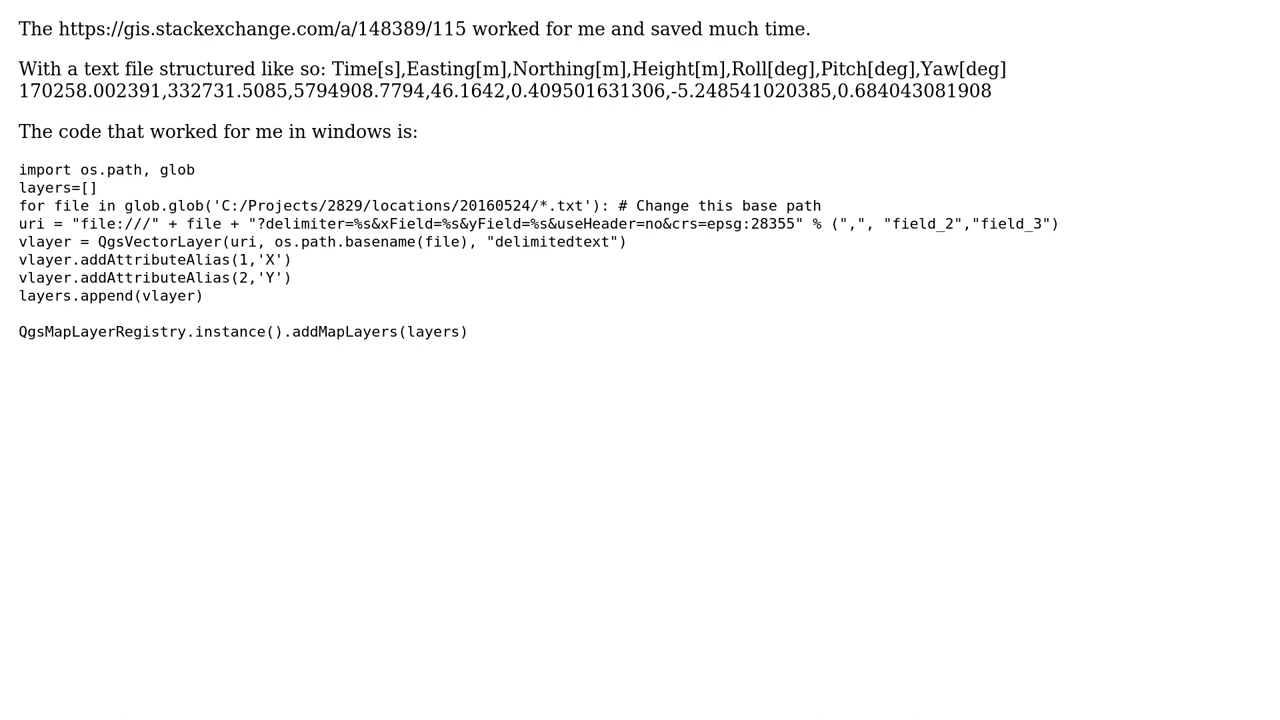 The https://gis.stackexchange.com/a/148389/115 worked for me and saved much time.
With a text file structured like so: Time[s],Easting[m],Northing[m],Height[m],Roll[deg],Pitch[deg],Yaw[deg]
170258.002391,332731.5085,5794908.7794,46.1642,0.409501631306,-5.248541020385,0.684043081908
The code that worked for me in windows is:
import os.path, glob
layers=[]
for file in glob.glob('C:/Projects/2829/locations/20160524/*.txt'): # Change this base path
uri = "file:///" + file + "?delimiter=%s&xField=%s&yField=%s&useHeader=no&crs=epsg:28355" % (",", "field_2","field_3")
vlayer = QgsVectorLayer(uri, os.path.basename(file), "delimitedtext")
vlayer.addAttributeAlias(1,'X')
vlayer.addAttributeAlias(2,'Y')
layers.append(vlayer)
QgsMapLayerRegistry.instance().addMapLayers(layers)